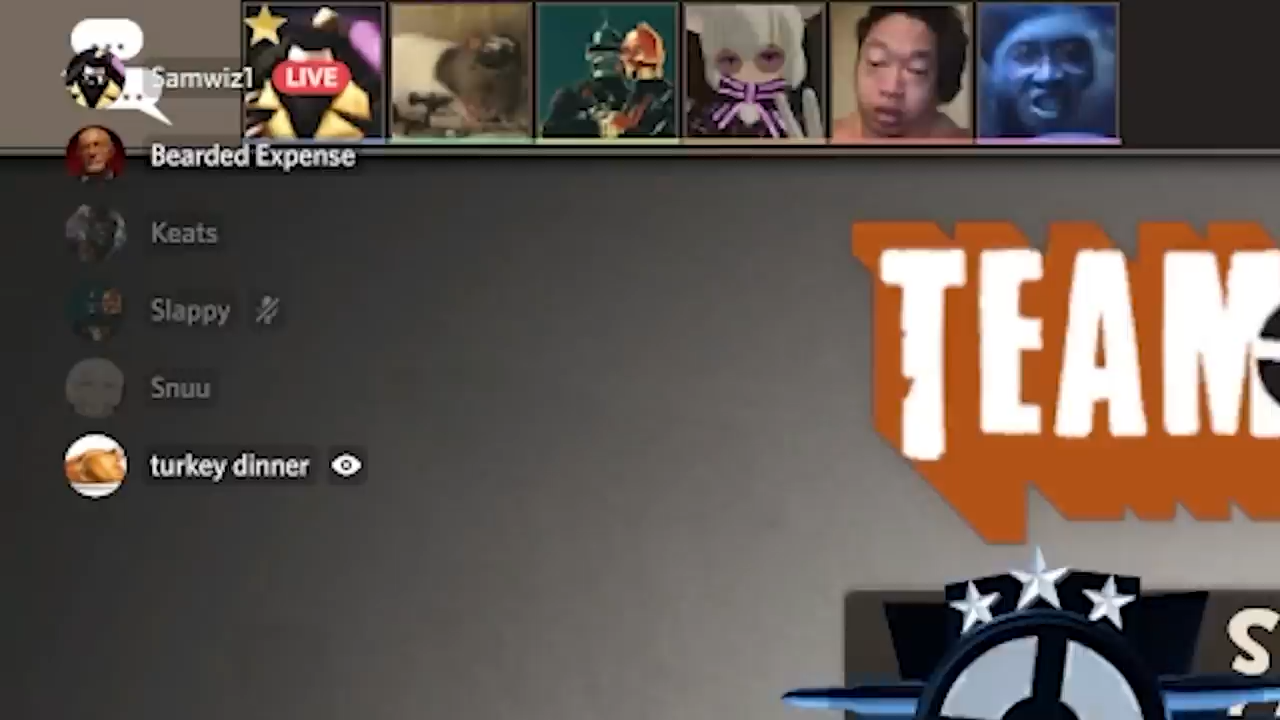 Samwiz1 LIVE
Bearded Expense
Keats
Slappy
Snuu
turkey dinner
TEAM
S